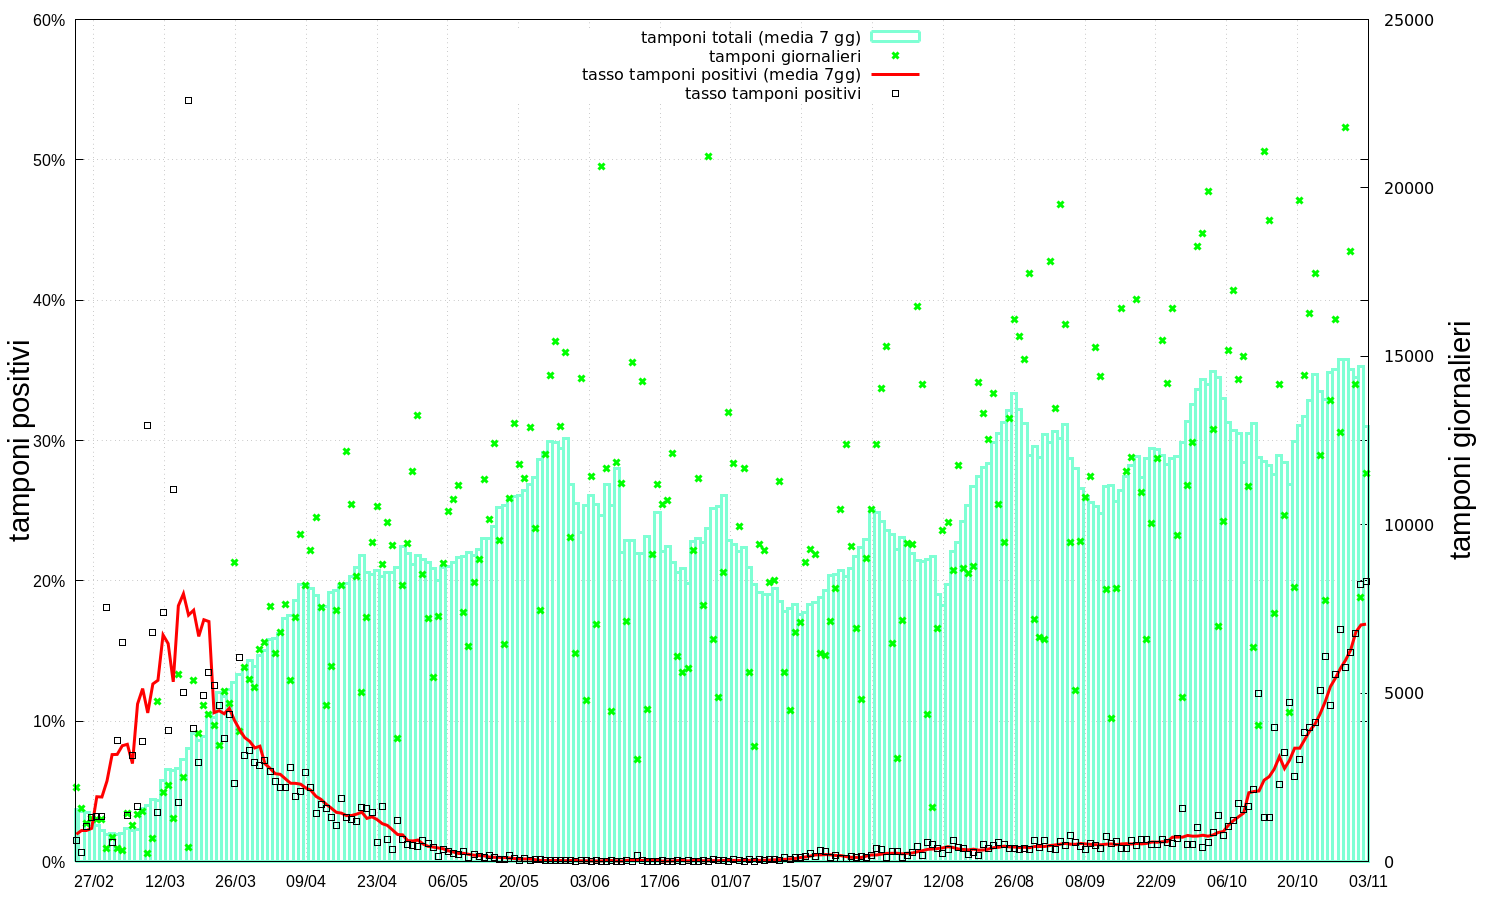 60%
25000
tamponi totali (media 7 gg)
tamponi giornalieri
tasso tamponi positivi (media 7gg)
tasso tamponi positivi
50%
20000
40%
15000
tamponi positivi
tamponi giornalieri
30%
10000
20%
5000
10%
0%
0
27/02 12/03 26/03 09/04 23/04 06/05 20/05 03/06 17/06 01/07 15/07 29/07 12/08 26/08 08/09 22/09 06/10 20/10 03/11